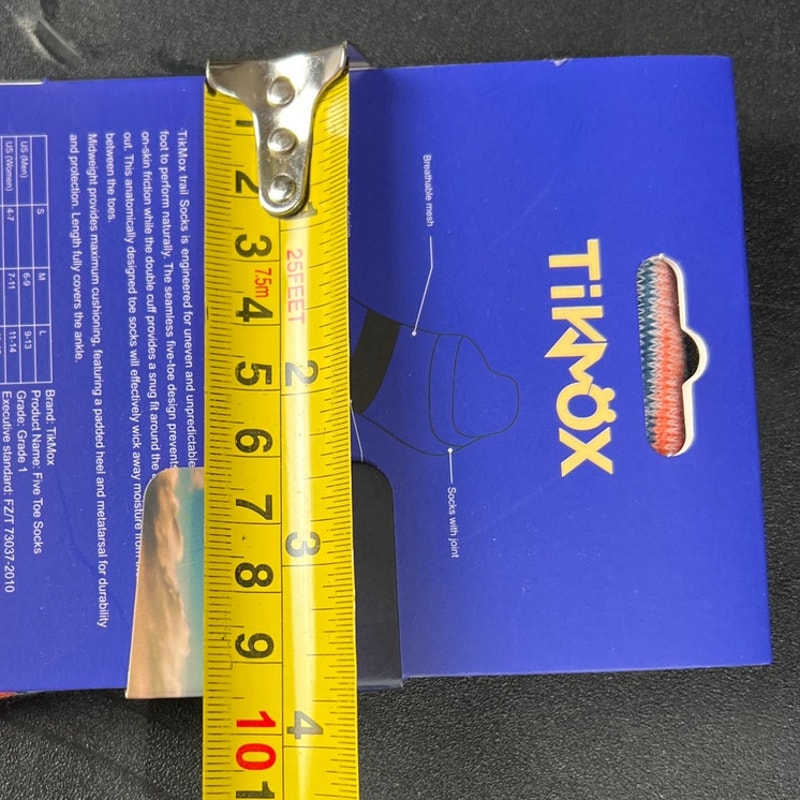 TiKMOX
Breathable mesh
Socks with joint
TikMox trail Socks is engineered for uneven and unpredictable
foot to perform naturally. The seamless five-toe design prevents
on-skin friction while the double cuff provides a snug fit around the
out. This anatomically designed toe socks will effectively wick away moisture from
between the toes.
Midweight provides maximum cushioning, featuring a padded heel and metatarsal for durability
and protection. Length fully covers the ankle.
S M L
US (Men) 6-9 9-13
US (Women) 4-7 7-11 11-14
Brand: TikMox
Product Name: Five Toe Socks
Grade: Grade 1
Executive standard: FZ/T 73037-2010
25FEET
7.5m
1 2 3 4 5 6 7 8 9 10 1
1 2 3 4